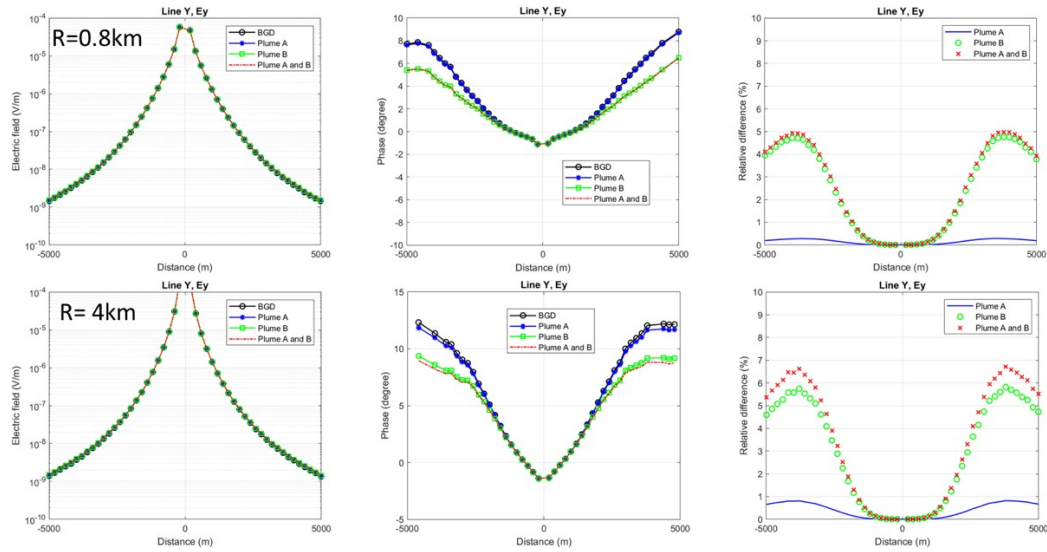 Line Y, Ey
R=0.8km
BGD
Plume A
Plume B
Plume A and B
Electric field (V/m)
10^-4
10^-5
10^-6
10^-7
10^-8
10^-9
10^-10
-5000 0 5000
Distance (m)
Line Y, Ey
BGD
Plume A
Plume B
Plume A and B
Phase (degree)
10
8
6
4
2
0
-2
-4
-6
-8
-10
-5000 0 5000
Distance (m)
Line Y, Ey
Plume A
Plume B
Plume A and B
Relative difference (%)
10
9
8
7
6
5
4
3
2
1
0
-5000 0 5000
Distance (m)
Line Y, Ey
R= 4km
BGD
Plume A
Plume B
Plume A and B
Electric field (V/m)
10^-4
10^-5
10^-6
10^-7
10^-8
10^-9
10^-10
-5000 0 5000
Distance (m)
Line Y, Ey
BGD
Plume A
Plume B
Plume A and B
Phase (degree)
15
10
5
0
-5
-5000 0 5000
Distance (m)
Line Y, Ey
Plume A
Plume B
Plume A and B
Relative difference (%)
10
9
8
7
6
5
4
3
2
1
0
-5000 0 5000
Distance (m)